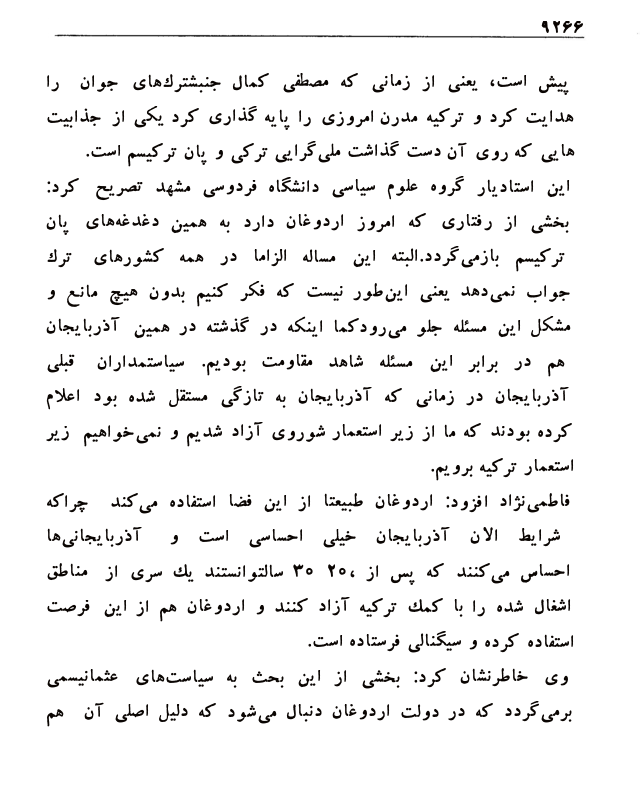 ۹۲۶۶
پیش است، یعنی از زمانی که مصطفی کمال جنبشترك‌های جوان را
هدایت کرد و ترکیه مدرن امروزی را پایه گذاری کرد یکی از جذابیت
هایی که روی آن دست گذاشت ملی‌گرایی ترکی و پان ترکیسم است.
این استادیار گروه علوم سیاسی دانشگاه فردوسی مشهد تصریح کرد:
بخشی از رفتاری که امروز اردوغان دارد به همین دغدغه‌های پان
ترکیسم بازمی‌گردد.البته این مساله الزاما در همه کشورهای ترك
جواب نمی‌دهد یعنی این‌طور نیست که فکر کنیم بدون هیچ مانع و
مشکل این مسئله جلو می‌رودکما اینکه در گذشته در همین آذربایجان
هم در برابر این مسئله شاهد مقاومت بودیم. سیاستمداران قبلی
آذربایجان در زمانی که آذربایجان به تازگی مستقل شده بود اعلام
کرده بودند که ما از زیر استعمار شوروی آزاد شدیم و نمی‌خواهیم زیر
استعمار ترکیه برویم.
فاطمی‌نژاد افزود: اردوغان طبیعتا از این فضا استفاده می‌کند چراکه
شرایط الان آذربایجان خیلی احساسی است و آذربایجانی‌ها
احساس می‌کنند که پس از ،۲۰ ۳۰ سالتوانستند یك سری از مناطق
اشغال شده را با کمك ترکیه آزاد کنند و اردوغان هم از این فرصت
استفاده کرده و سیگنالی فرستاده است.
وی خاطرنشان کرد: بخشی از این بحث به سیاست‌های عثمانیسمی
برمی‌گردد که در دولت اردوغان دنبال می‌شود که دلیل اصلی آن هم